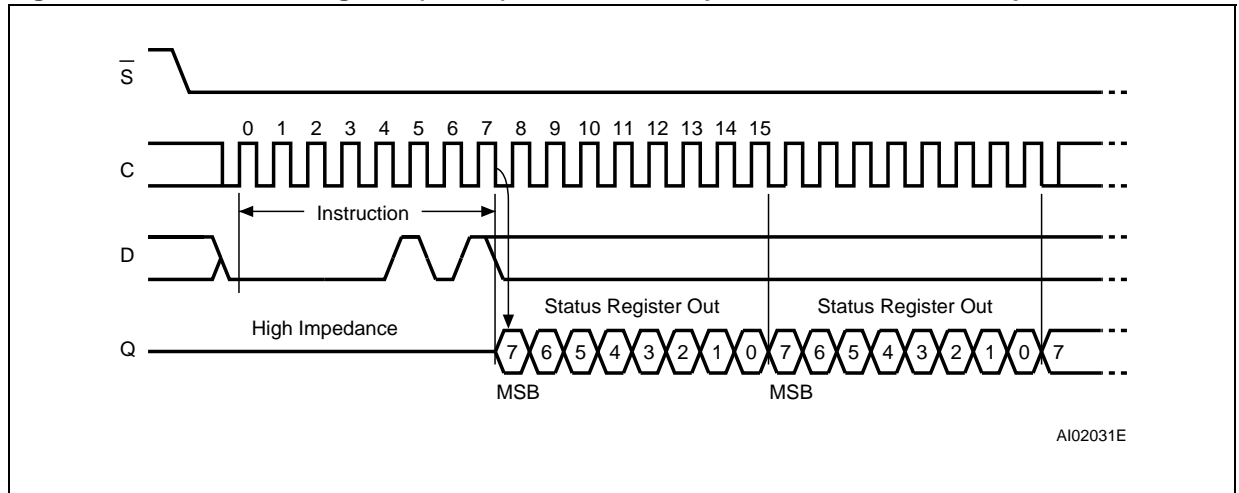 S
0 1 2 3 4 5 6 7 8 9 10 11 12 13 14 15
C
Instruction
D
Status Register Out Status Register Out
High Impedance
Q 7 6 5 4 3 2 1 0 7 6 5 4 3 2 1 0 7
MSB MSB
AI02031E